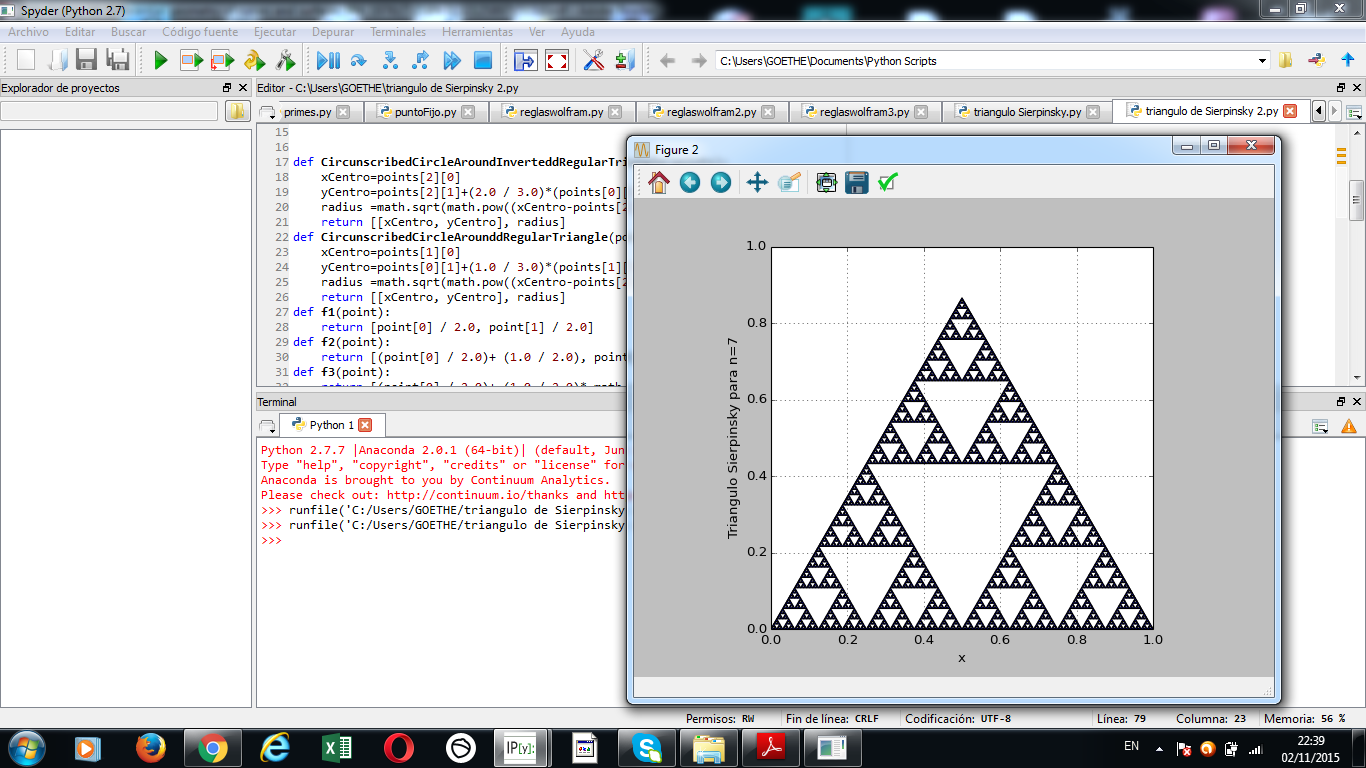 Spyder (Python 2.7)
Archivo Editar Buscar Código fuente Ejecutar Depurar Terminales Herramientas Ver Ayuda
C:\Users\GOETHE\Documents\Python Scripts
Explorador de proyectos
Editor - C:\Users\GOETHE\triangulo de Sierpinsky 2.py
primes.py puntoFijo.py reglaswolfram.py reglaswolfram2.py reglaswolfram3.py triangulo Sierpinsky.py triangulo de Sierpinsky 2.py
15
16
17 def CircunscribedCircleAroundInverteddRegularTri
18 xCentro=points[2][0]
19 yCentro=points[2][1]+(2.0 / 3.0)*(points[0][
20 radius =math.sqrt(math.pow((xCentro-points[2
21 return [[xCentro, yCentro], radius]
22 def CircunscribedCircleArounddRegularTriangle(po
23 xCentro=points[1][0]
24 yCentro=points[0][1]+(1.0 / 3.0)*(points[1][
25 radius =math.sqrt(math.pow((xCentro-points[2
26 return [[xCentro, yCentro], radius]
27 def f1(point):
28 return [point[0] / 2.0, point[1] / 2.0]
29 def f2(point):
30 return [(point[0] / 2.0)+ (1.0 / 2.0), point
31 def f3(point):
32 return [(point[0] / 2.0)+ (1.0 / 2.0)* math
Terminal
Python 1
Python 2.7.7 |Anaconda 2.0.1 (64-bit)| (default, Jun
Type "help", "copyright", "credits" or "license" for
Anaconda is brought to you by Continuum Analytics.
Please check out: http://continuum.io/thanks and htt
>>> runfile('C:/Users/GOETHE/triangulo de Sierpinsky
>>> runfile('C:/Users/GOETHE/triangulo de Sierpinsky
>>>
Figure 2
Triangulo Sierpinsky para n=7
1.0
0.8
0.6
0.4
0.2
0.0
0.0 0.2 0.4 0.6 0.8 1.0
x
Permisos: RW Fin de línea: CRLF Codificación: UTF-8 Línea: 79 Columna: 23 Memoria: 56 %
IP[y]:
EN
22:39
02/11/2015